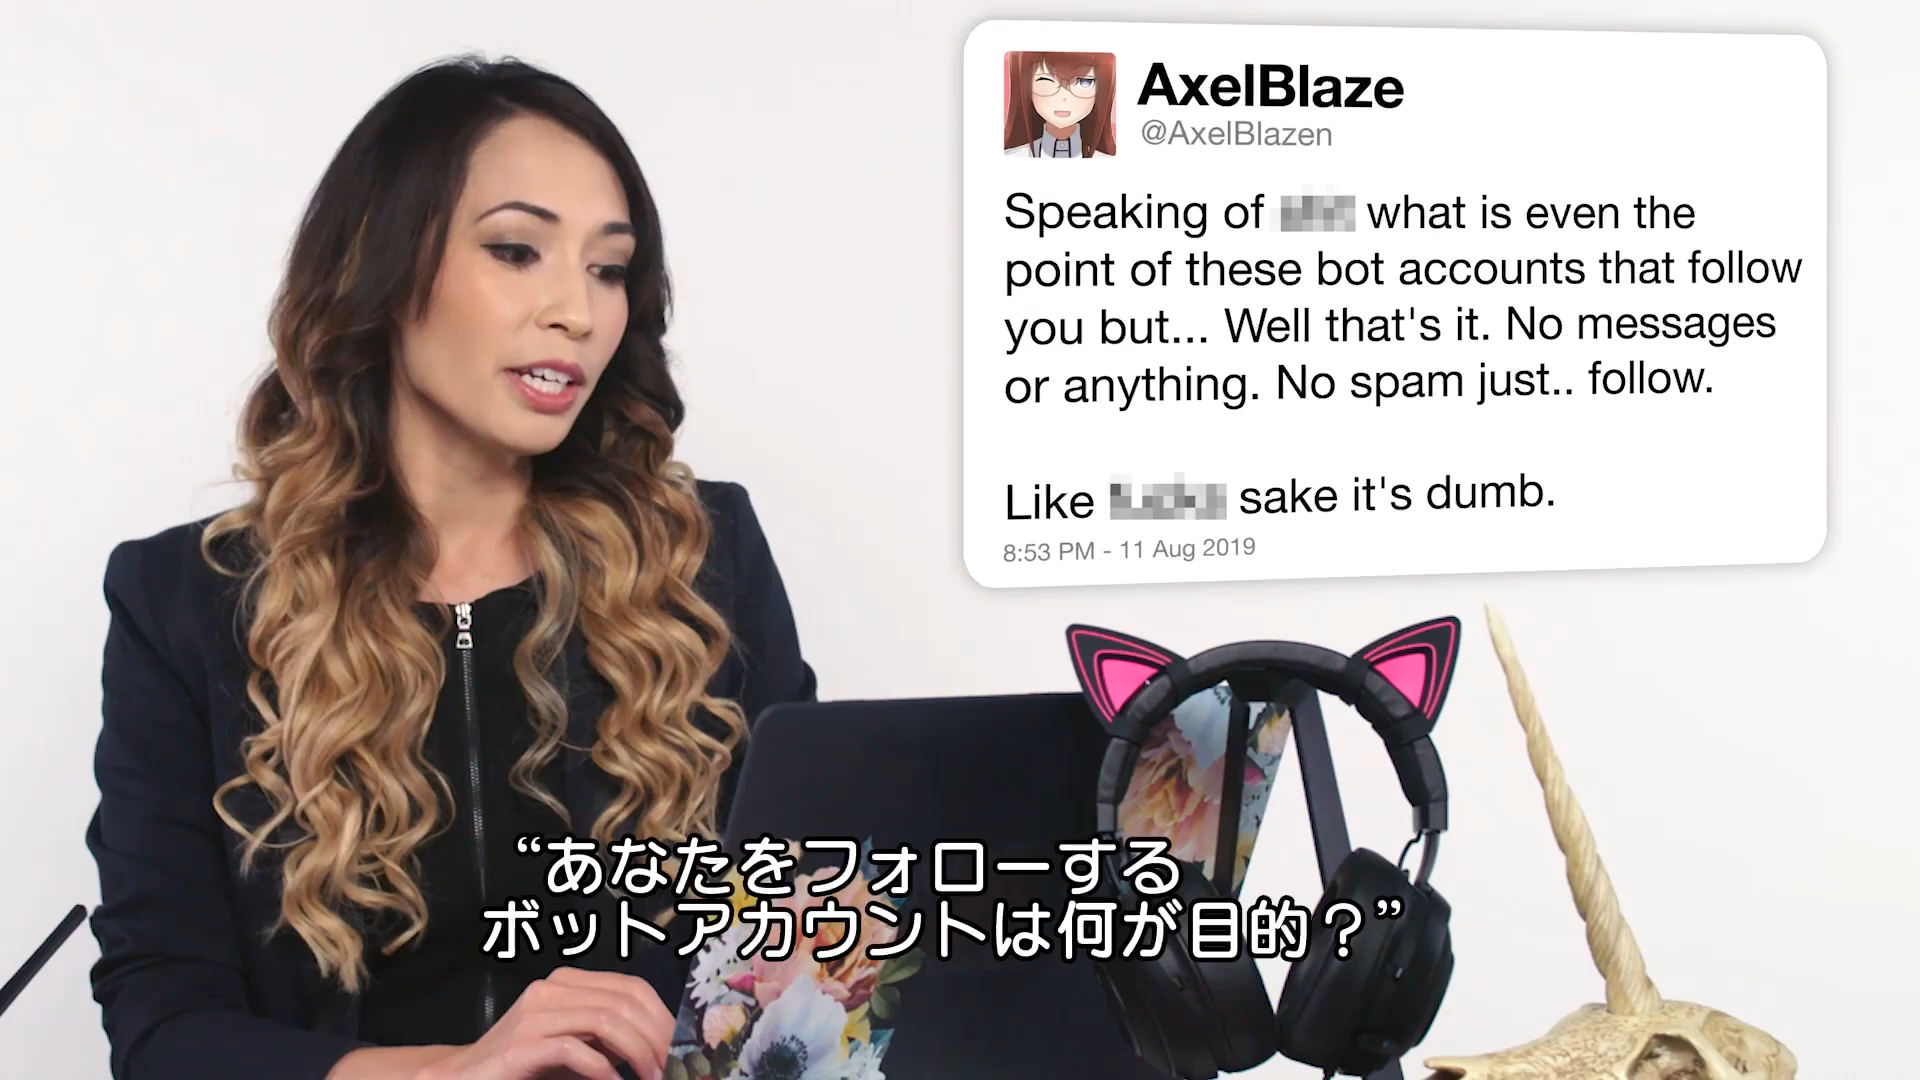 AxelBlaze
@AxelBlazen
Speaking of what is even the
point of these bot accounts that follow
you but... Well that's it. No messages
or anything. No spam just.. follow.
Like sake it's dumb.
8:53 PM - 11 Aug 2019
“あなたをフォローする
ボットアカウントは何が目的？”